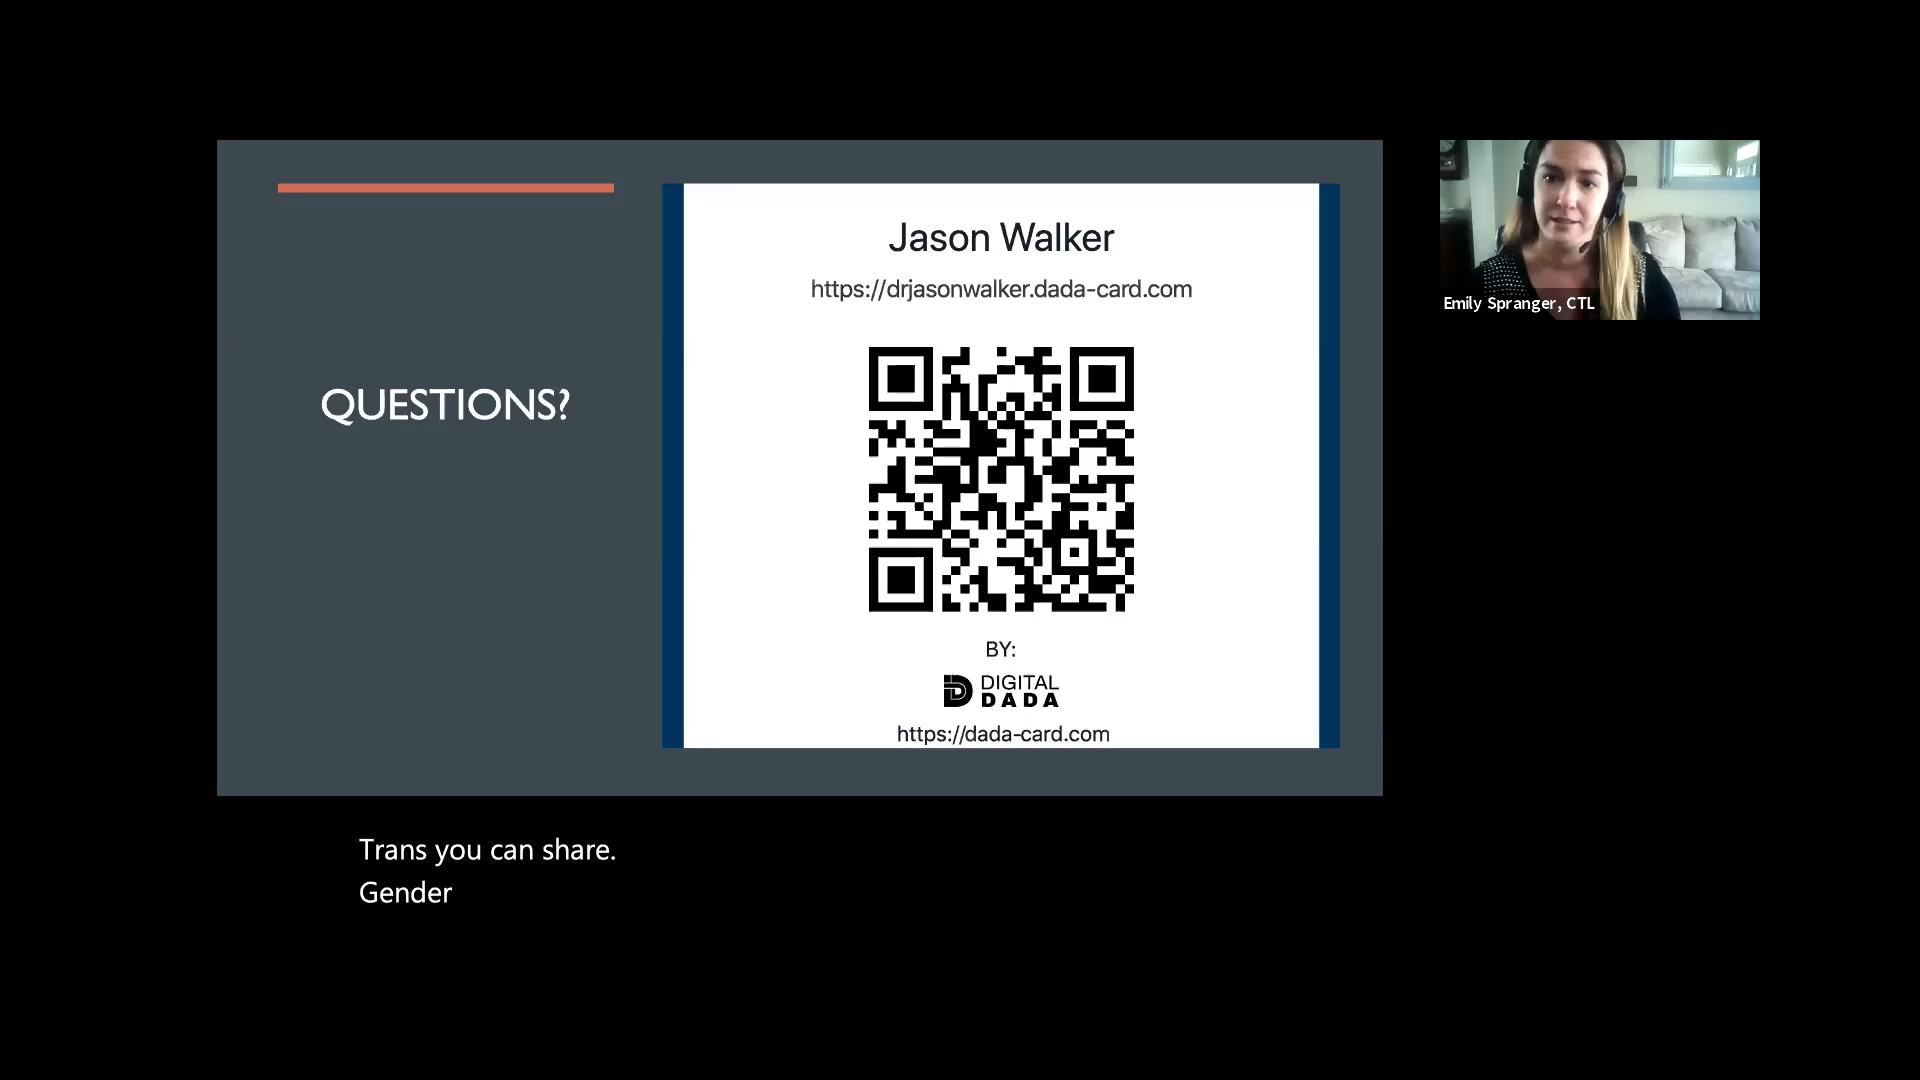 QUESTIONS?
Jason Walker
https://drjasonwalker.dada-card.com
BY:
DIGITAL
DADA
https://dada-card.com
Emily Spranger, CTL
Trans you can share.
Gender